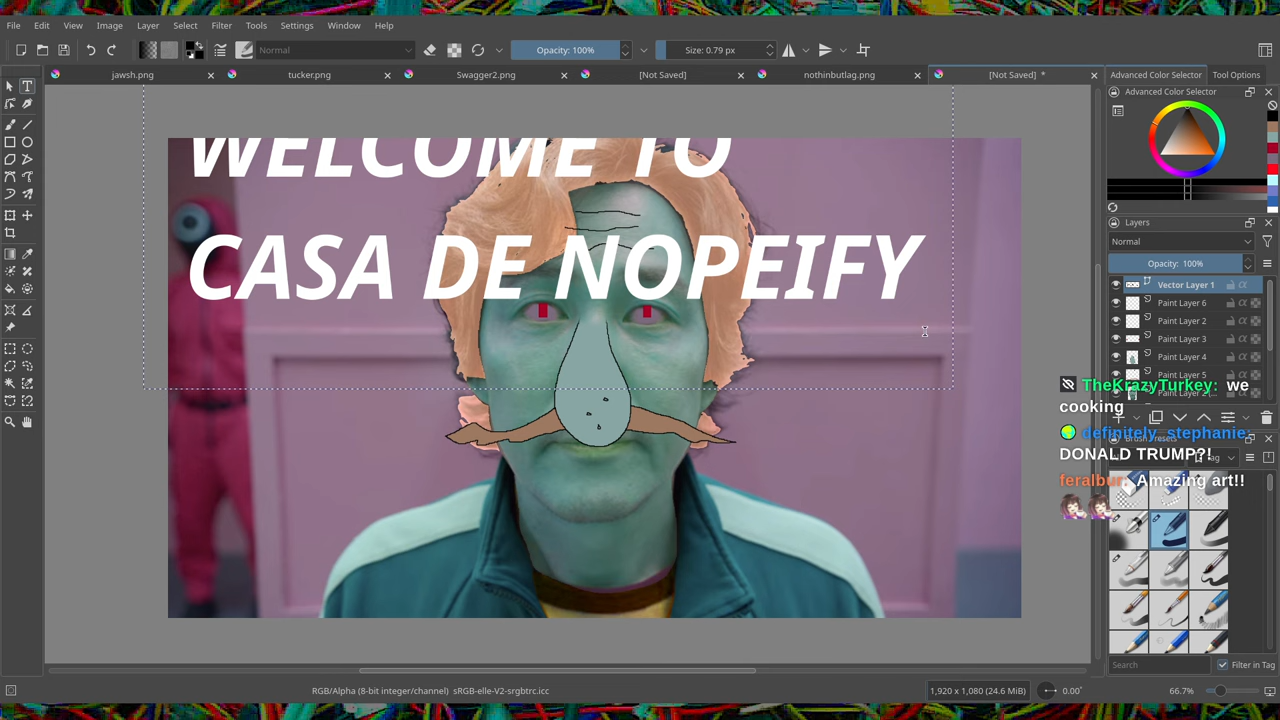 File Edit View Image Layer Select Filter Tools Settings Window Help
Normal Opacity: 100% Size: 0.79 px
jawsh.png tucker.png Swagger2.png [Not Saved] nothinbutlag.png [Not Saved] * Advanced Color Selector Tool Options
Advanced Color Selector
WELCOME TO
CASA DE NOPEIFY
Layers
Normal
Opacity: 100%
Vector Layer 1
Paint Layer 6
Paint Layer 2
Paint Layer 3
Paint Layer 4
Paint Layer 5
TheKrazyTurkey: we
cooking
definitely_stephanie:
DONALD TRUMP?!
Amazing art!!
Search Filter in Tag
RGB/Alpha (8-bit integer/channel) sRGB-elle-V2-srgbtrc.icc 1,920 x 1,080 (24.6 MiB) 0.00° 66.7%